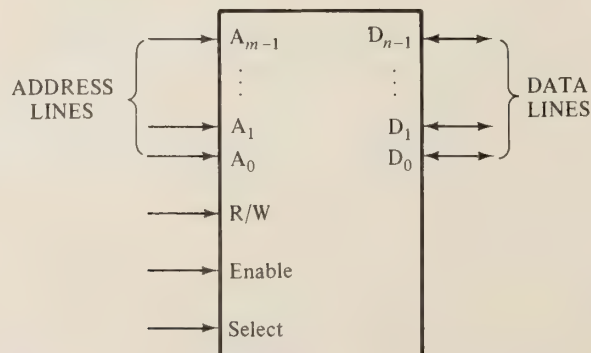 A_{m-1} D_{n-1}
⋮ ⋮
ADDRESS
LINES
DATA
LINES
A_1 D_1
A_0 D_0
R/W
Enable
Select